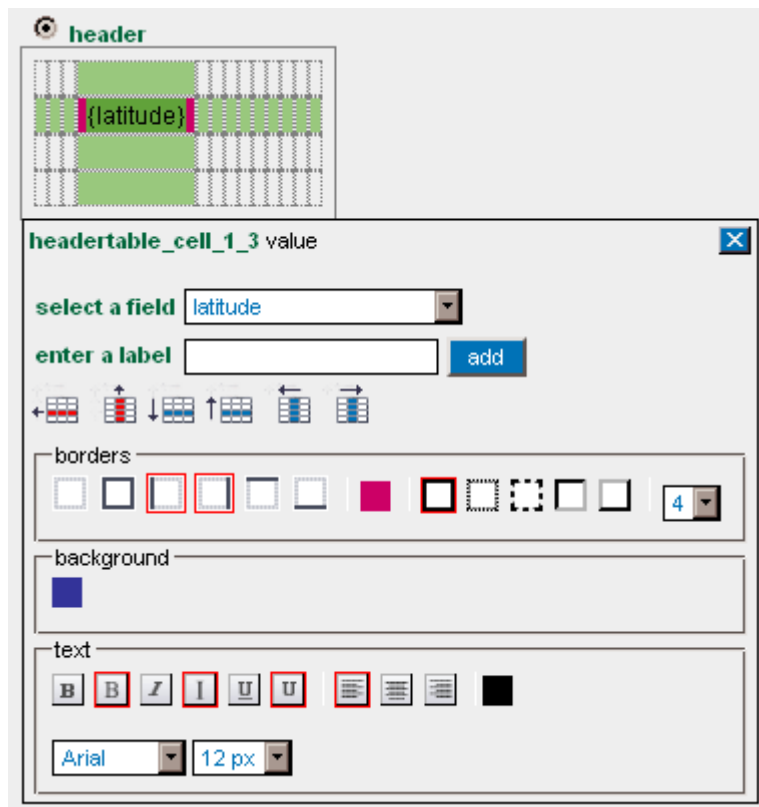 header
{latitude}
headertable_cell_1_3 value
select a field latitude
enter a label add
borders
4
background
text
B B I I U U
Arial 12 px